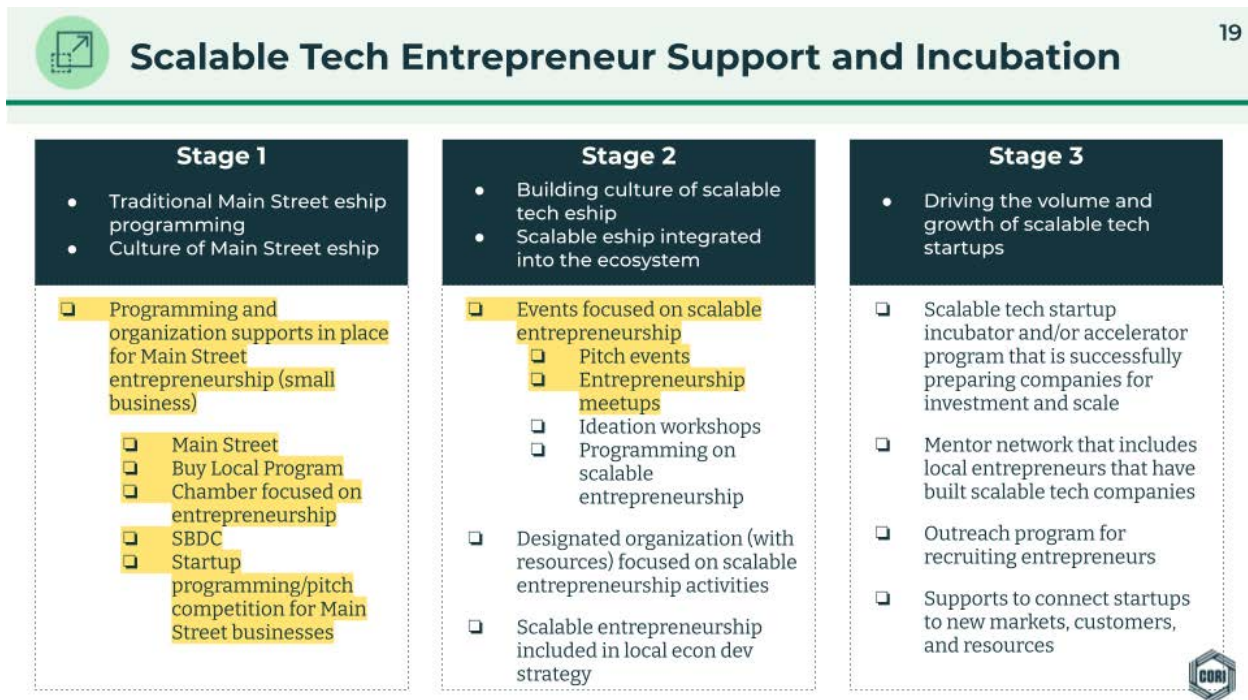 19
Scalable Tech Entrepreneur Support and Incubation
Stage 1
● Traditional Main Street eship
programming
● Culture of Main Street eship
❏ Programming and
organization supports in place
for Main Street
entrepreneurship (small
business)
❏ Main Street
❏ Buy Local Program
❏ Chamber focused on
entrepreneurship
❏ SBDC
❏ Startup
programming/pitch
competition for Main
Street businesses
Stage 2
● Building culture of scalable
tech eship
● Scalable eship integrated
into the ecosystem
❏ Events focused on scalable
entrepreneurship
❏ Pitch events
❏ Entrepreneurship
meetups
❏ Ideation workshops
❏ Programming on
scalable
entrepreneurship
❏ Designated organization (with
resources) focused on scalable
entrepreneurship activities
❏ Scalable entrepreneurship
included in local econ dev
strategy
Stage 3
● Driving the volume and
growth of scalable tech
startups
❏ Scalable tech startup
incubator and/or accelerator
program that is successfully
preparing companies for
investment and scale
❏ Mentor network that includes
local entrepreneurs that have
built scalable tech companies
❏ Outreach program for
recruiting entrepreneurs
❏ Supports to connect startups
to new markets, customers,
and resources
CORI